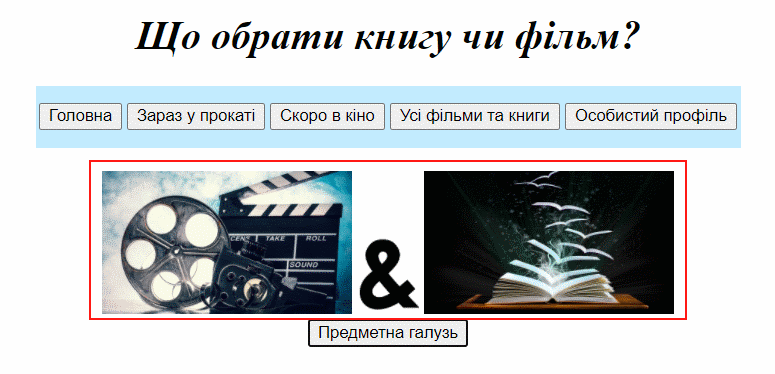 Що обрати книгу чи фільм?
Головна Зараз у прокаті Скоро в кіно Усі фільми та книги Особистий профіль
SCENE TAKE ROLL
SOUND
&
Предметна галузь